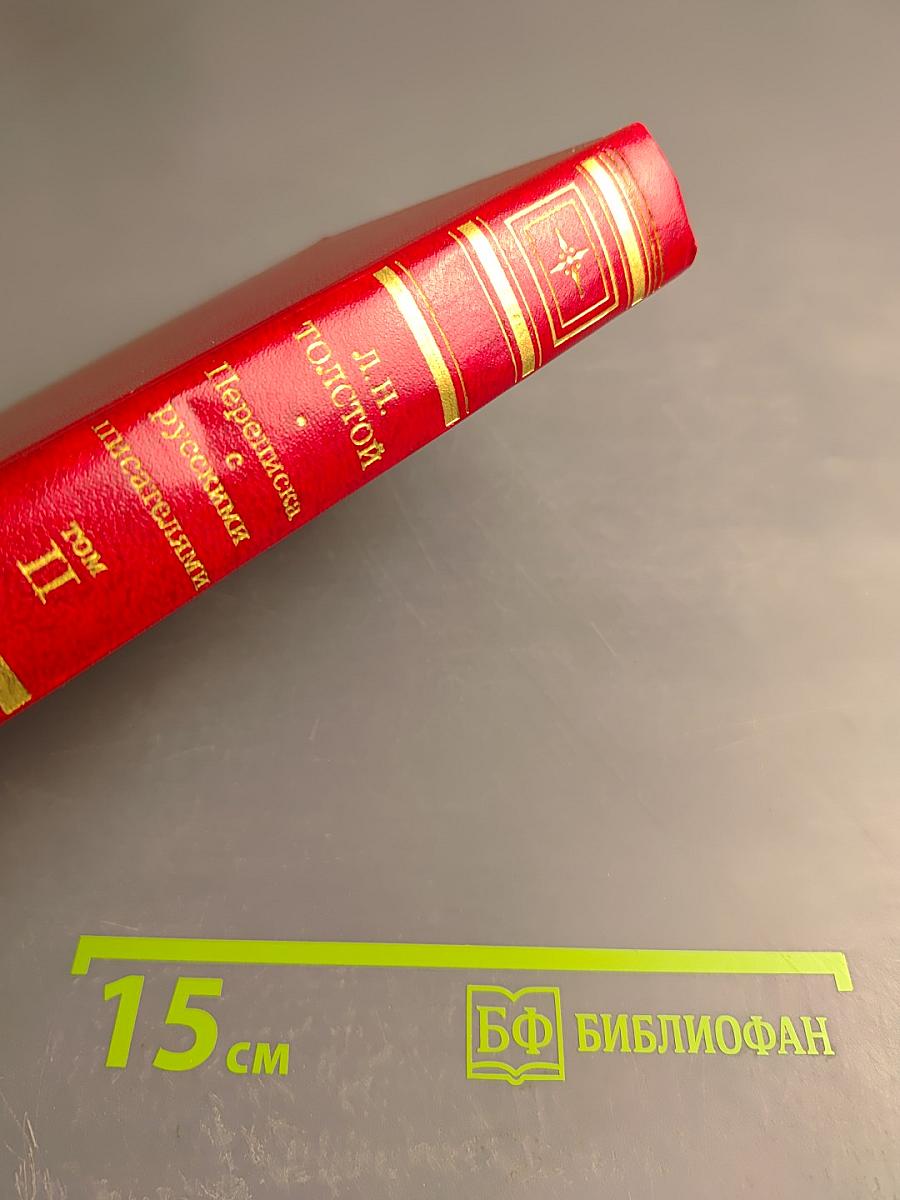 Л. Н.
ТОЛСТОЙ
•
Переписка
с
русскими
писателями
том
II
15 см
БФ БИБЛИОФАН